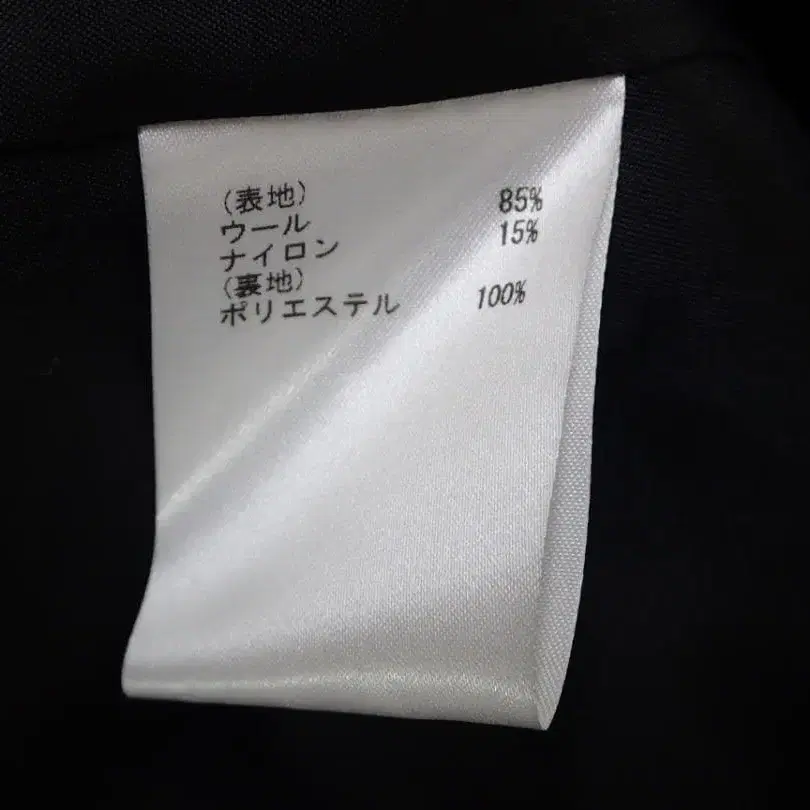 (表地)
ウール 85%
ナイロン 15%
(裏地)
ポリエステル 100%